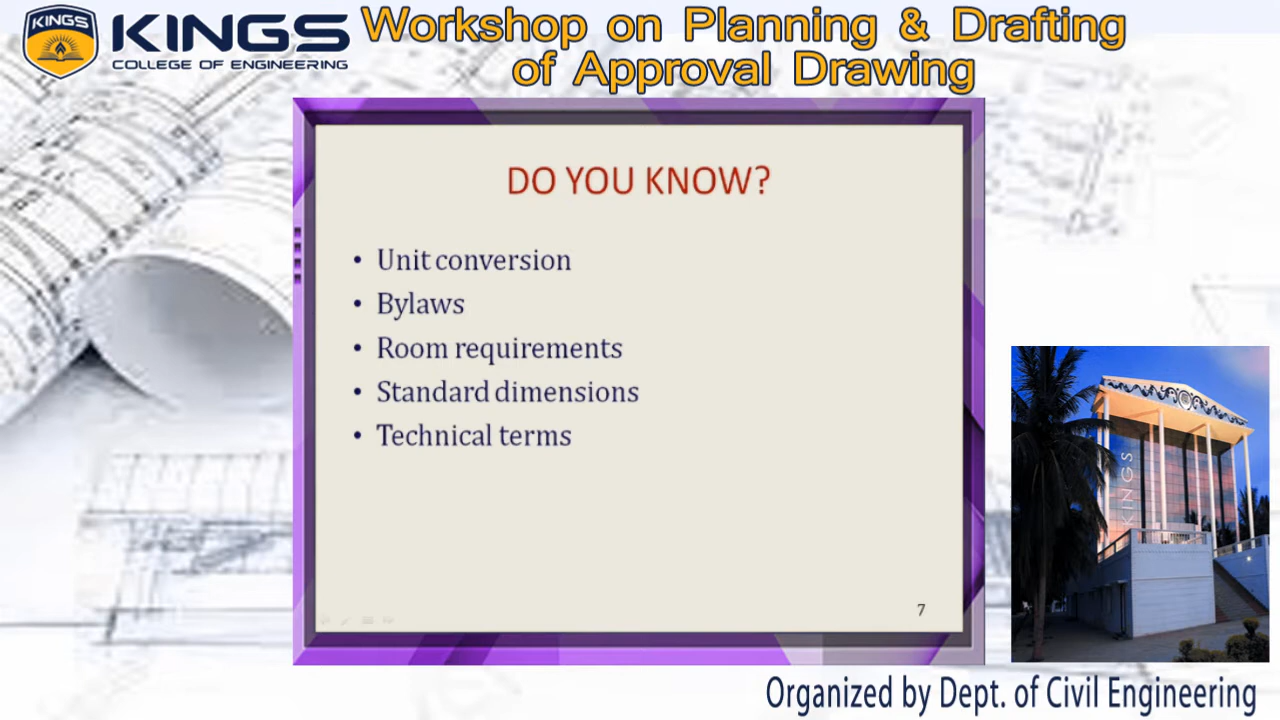 KINGS
KINGS
COLLEGE OF ENGINEERING
Workshop on Planning & Drafting
of Approval Drawing
DO YOU KNOW?
• Unit conversion
• Bylaws
• Room requirements
• Standard dimensions
• Technical terms
7
KINGS
Organized by Dept. of Civil Engineering